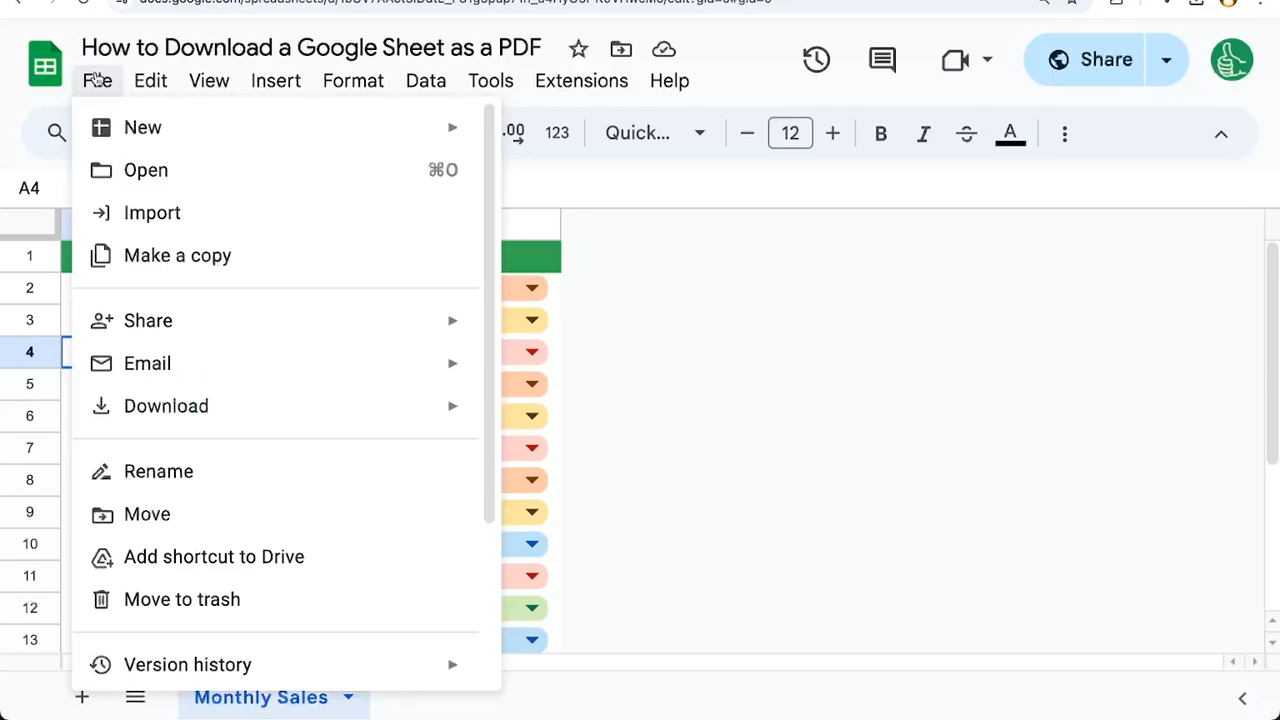 How to Download a Google Sheet as a PDF
Share
File Edit View Insert Format Data Tools Extensions Help
.00 123 Quick... 12 B I A
A4
New
Open ⌘O
Import
Make a copy
Share
Email
Download
Rename
Move
Add shortcut to Drive
Move to trash
Version history
1
2
3
4
5
6
7
8
9
10
11
12
13
Monthly Sales